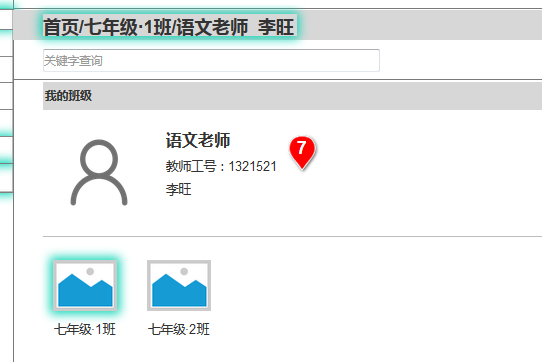 首页/七年级·1班/语文老师 李旺
关键字查询
我的班级
语文老师
7
教师工号：1321521
李旺
七年级·1班
七年级·2班